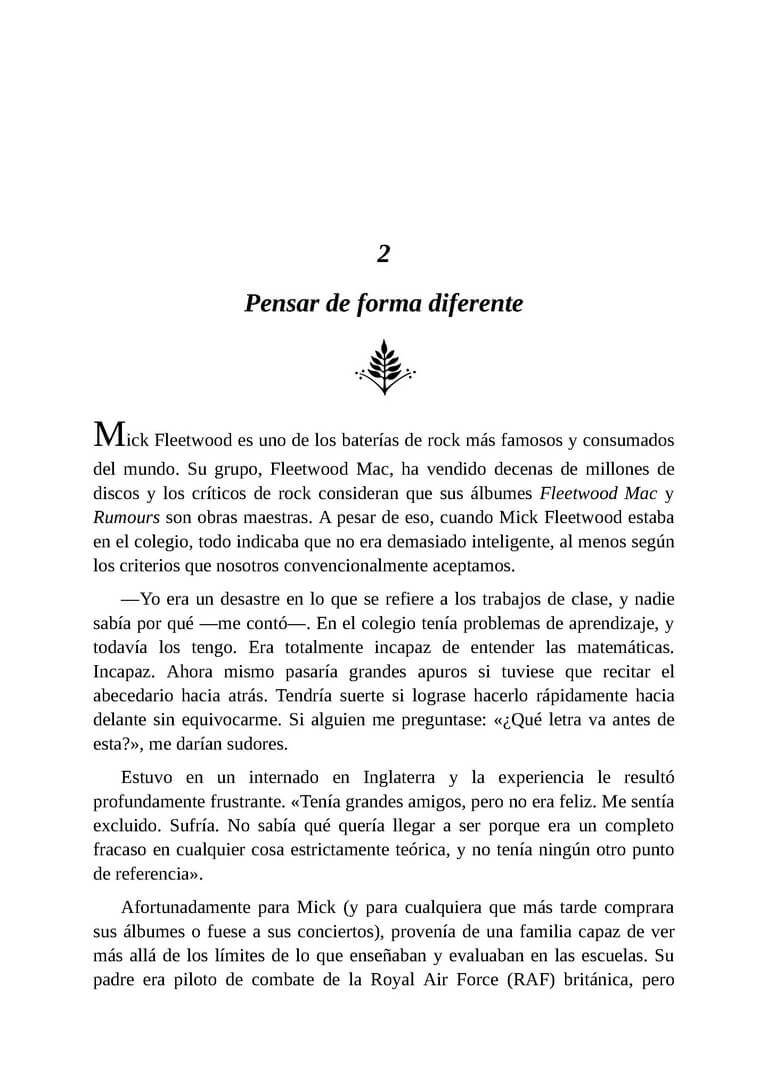 2
Pensar de forma diferente
Mick Fleetwood es uno de los baterías de rock más famosos y consumados
del mundo. Su grupo, Fleetwood Mac, ha vendido decenas de millones de
discos y los críticos de rock consideran que sus álbumes Fleetwood Mac y
Rumours son obras maestras. A pesar de eso, cuando Mick Fleetwood estaba
en el colegio, todo indicaba que no era demasiado inteligente, al menos según
los criterios que nosotros convencionalmente aceptamos.
—Yo era un desastre en lo que se refiere a los trabajos de clase, y nadie
sabía por qué —me contó—. En el colegio tenía problemas de aprendizaje, y
todavía los tengo. Era totalmente incapaz de entender las matemáticas.
Incapaz. Ahora mismo pasaría grandes apuros si tuviese que recitar el
abecedario hacia atrás. Tendría suerte si lograse hacerlo rápidamente hacia
delante sin equivocarme. Si alguien me preguntase: «¿Qué letra va antes de
esta?», me darían sudores.
Estuvo en un internado en Inglaterra y la experiencia le resultó
profundamente frustrante. «Tenía grandes amigos, pero no era feliz. Me sentía
excluido. Sufría. No sabía qué quería llegar a ser porque era un completo
fracaso en cualquier cosa estrictamente teórica, y no tenía ningún otro punto
de referencia».
Afortunadamente para Mick (y para cualquiera que más tarde comprara
sus álbumes o fuese a sus conciertos), provenía de una familia capaz de ver
más allá de los límites de lo que enseñaban y evaluaban en las escuelas. Su
padre era piloto de combate de la Royal Air Force (RAF) británica, pero